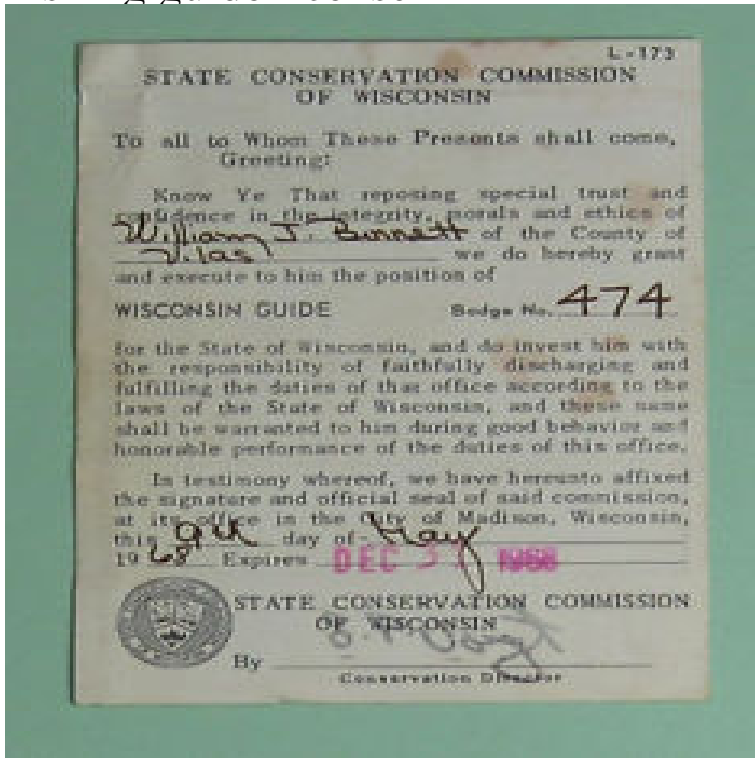 L-173
STATE CONSERVATION COMMISSION
OF WISCONSIN
To all to Whom These Presents shall come,
Greeting:
Know Ye That reposing special trust and
confidence in the integrity, morals and ethics of
William J. Burnett of the County of
Vilas we do hereby grant
and execute to him the position of
WISCONSIN GUIDE Badge No. 474
for the State of Wisconsin, and do invest him with
the responsibility of faithfully discharging and
fulfilling the duties of that office according to the
laws of the State of Wisconsin, and these same
shall be warranted to him during good behavior and
honorable performance of the duties of this office.
In testimony whereof, we have hereunto affixed
the signature and official seal of said commission,
at its office in the City of Madison, Wisconsin,
this 9th day of May
1968 Expires DEC 31 1968
STATE CONSERVATION COMMISSION
OF WISCONSIN
By
Conservation Director